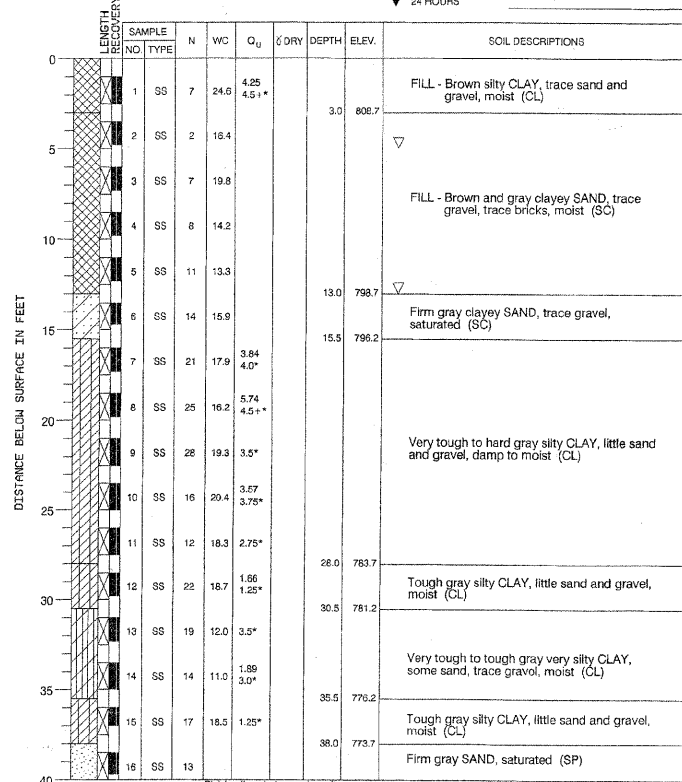 ▼ 24 HOURS
LENGTH RECOVERY SAMPLE N WC Qu γ DRY DEPTH ELEV. SOIL DESCRIPTIONS
NO. TYPE
0
FILL - Brown silty CLAY, trace sand and
gravel, moist (CL)
1 SS 7 24.6 4.25
4.5+*
3.0 808.7
2 SS 2 16.4
5
▽
3 SS 7 19.8
FILL - Brown and gray clayey SAND, trace
gravel, trace bricks, moist (SC)
4 SS 8 14.2
10
5 SS 11 13.3
13.0 798.7 ▽
Firm gray clayey SAND, trace gravel,
saturated (SC)
6 SS 14 15.9
15
15.5 796.2
7 SS 21 17.9 3.84
4.0*
8 SS 25 16.2 5.74
4.5+*
20
DISTANCE BELOW SURFACE IN FEET
Very tough to hard gray silty CLAY, little sand
and gravel, damp to moist (CL)
9 SS 28 19.3 3.5*
10 SS 16 20.4 3.57
3.75*
25
11 SS 12 18.3 2.75*
28.0 783.7
12 SS 22 18.7 1.66
1.25*
Tough gray silty CLAY, little sand and gravel,
moist (CL)
30
30.5 781.2
13 SS 19 12.0 3.5*
Very tough to tough gray very silty CLAY,
some sand, trace gravol, moist (CL)
14 SS 14 11.0 1.89
3.0*
35
35.5 776.2
15 SS 17 18.5 1.25*
Tough gray silty CLAY, little sand and gravel,
moist (CL)
38.0 773.7
Firm gray SAND, saturated (SP)
16 SS 13
40